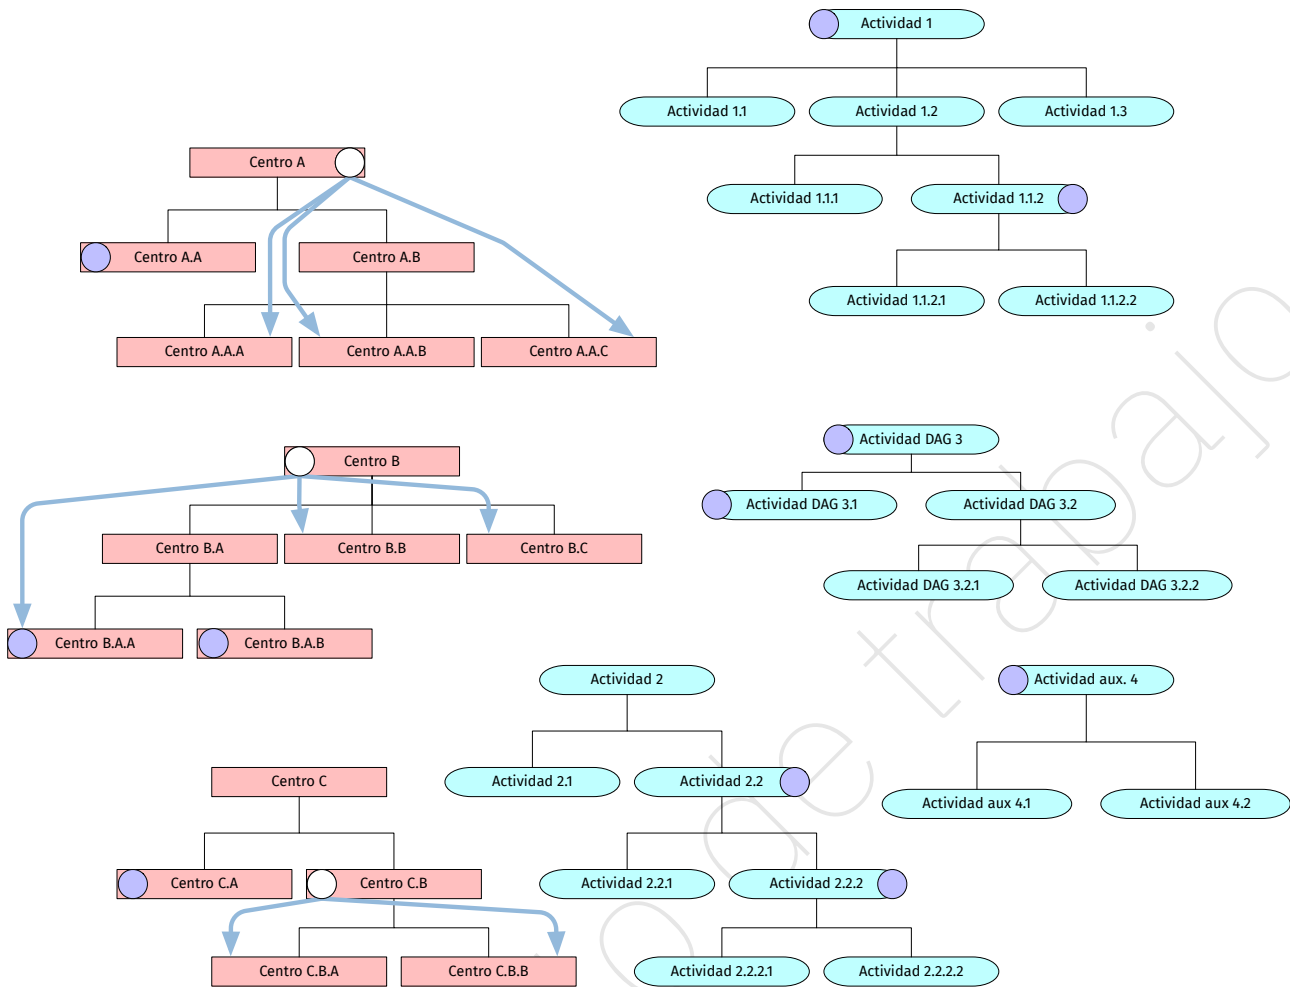 Actividad 1
Actividad 1.1
Actividad 1.2
Actividad 1.3
Centro A
Actividad 1.1.1
Actividad 1.1.2
Centro A.A
Centro A.B
Actividad 1.1.2.1
Actividad 1.1.2.2
Centro A.A.A
Centro A.A.B
Centro A.A.C
Actividad DAG 3
Centro B
Actividad DAG 3.1
Actividad DAG 3.2
Centro B.A
Centro B.B
Centro B.C
Actividad DAG 3.2.1
Actividad DAG 3.2.2
Centro B.A.A
Centro B.A.B
Actividad 2
Actividad aux. 4
Centro C
Actividad 2.1
Actividad 2.2
Actividad aux 4.1
Actividad aux 4.2
Centro C.A
Centro C.B
Actividad 2.2.1
Actividad 2.2.2
Centro C.B.A
Centro C.B.B
Actividad 2.2.2.1
Actividad 2.2.2.2
de trabajo